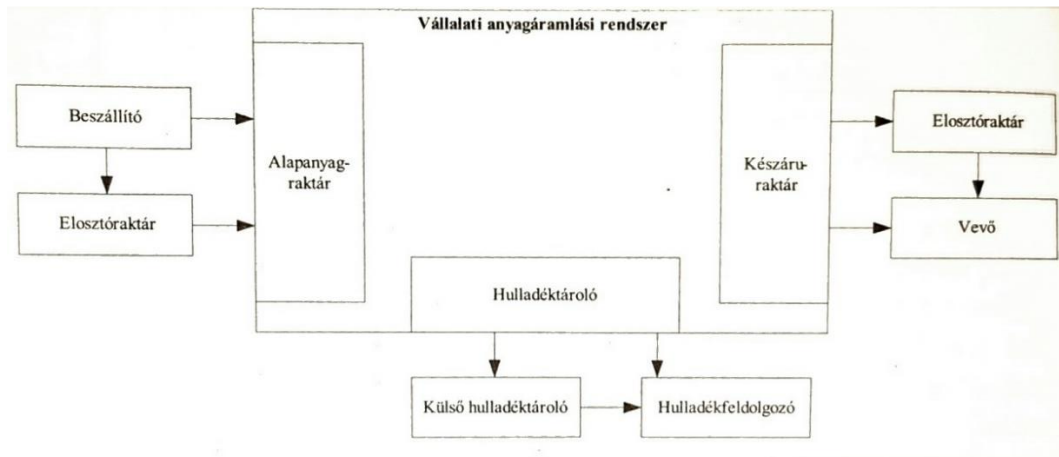 Vállalati anyagáramlási rendszer
Beszállító
Elosztóraktár
Alapanyag-
raktár
Készáru-
raktár
Elosztóraktár
Vevő
Hulladéktároló
Külső hulladéktároló
Hulladékfeldolgozó